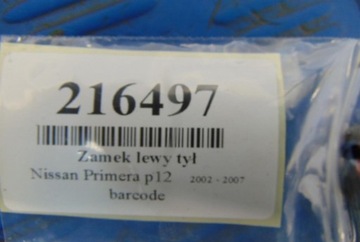 216497
Zamek lewy tył
Nissan Primera p12 2002 - 2007
barcode